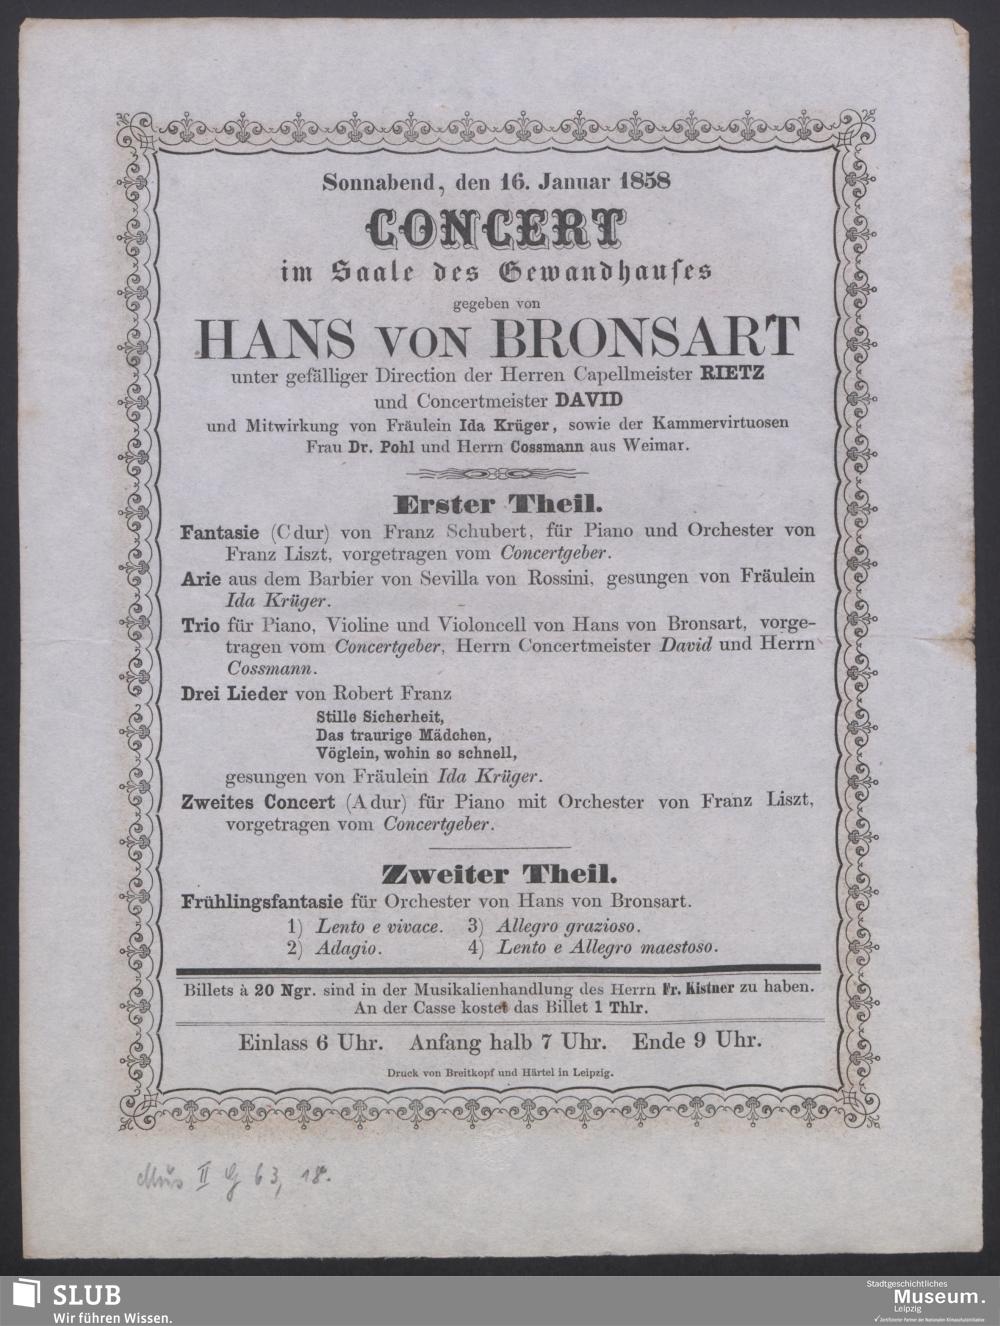 Sonnabend, den 16. Januar 1858
CONCERT
im Saale des Gewandhauses
gegeben von
HANS VON BRONSART
unter gefälliger Direction der Herren Capellmeister RIETZ
und Concertmeister DAVID
und Mitwirkung von Fräulein Ida Krüger, sowie der Kammervirtuosen
Frau Dr. Pohl und Herrn Cossmann aus Weimar.
Erster Theil.
Fantasie (C dur) von Franz Schubert, für Piano und Orchester von
Franz Liszt, vorgetragen vom Concertgeber.
Arie aus dem Barbier von Sevilla von Rossini, gesungen von Fräulein
Ida Krüger.
Trio für Piano, Violine und Violoncell von Hans von Bronsart, vorge-
tragen vom Concertgeber, Herrn Concertmeister David und Herrn
Cossmann.
Drei Lieder von Robert Franz
Stille Sicherheit,
Das traurige Mädchen,
Vöglein, wohin so schnell,
gesungen von Fräulein Ida Krüger.
Zweites Concert (A dur) für Piano mit Orchester von Franz Liszt,
vorgetragen vom Concertgeber.
Zweiter Theil.
Frühlingsfantasie für Orchester von Hans von Bronsart.
1) Lento e vivace. 3) Allegro grazioso.
2) Adagio. 4) Lento e Allegro maestoso.
Billets à 20 Ngr. sind in der Musikalienhandlung des Herrn Fr. Kistner zu haben.
An der Casse kostet das Billet 1 Thlr.
Einlass 6 Uhr. Anfang halb 7 Uhr. Ende 9 Uhr.
Druck von Breitkopf und Härtel in Leipzig.
Mus II G 63, 18.
SLUB
Wir führen Wissen.
Stadtgeschichtliches
Museum.
Leipzig
Zertifizierter Partner der Nationalen Klimaschutzinitiative